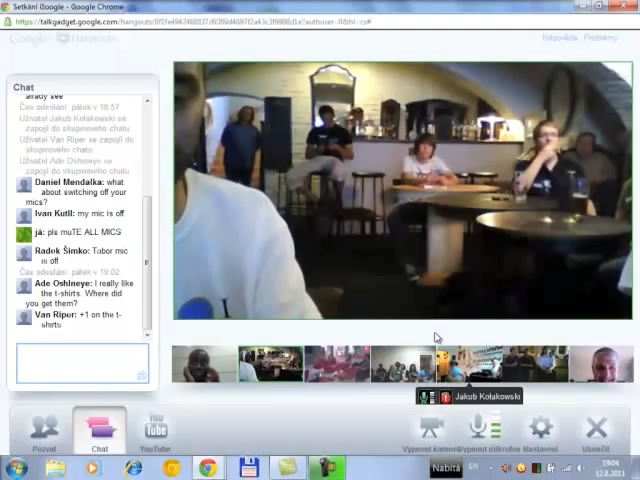 Setkání Google - Google Chrome
Google
Chat
already see
Čas odeslání: pátek v 18:57
Uživatel Jakub Kołakowski se
zapojil do skupinového chatu.
Uživatel Van Riper se zapojil do
skupinového chatu.
Uživatel Ade Oshineye se
zapojil do skupinového chatu.
Daniel Mendalka: what
about switching off your
mics?
Ivan Kutil: my mic is off
já: pls muTE ALL MICS
Radek Šimko: Tabor mic
is off
Čas odeslání: pátek v 19:02
Ade Oshineye: I really like
the t-shirts. Where did
you get them?
Van Riper: +1 on the t-
shirts
Nápověda Problémy
Jakub Kołakowski
Pozvat
Chat
You
Tube
YouTube
Vypnout kameru
Vypnout mikrofon
Nastavení
Ukončit
Nabitá
EN
19:04
12.8.2011